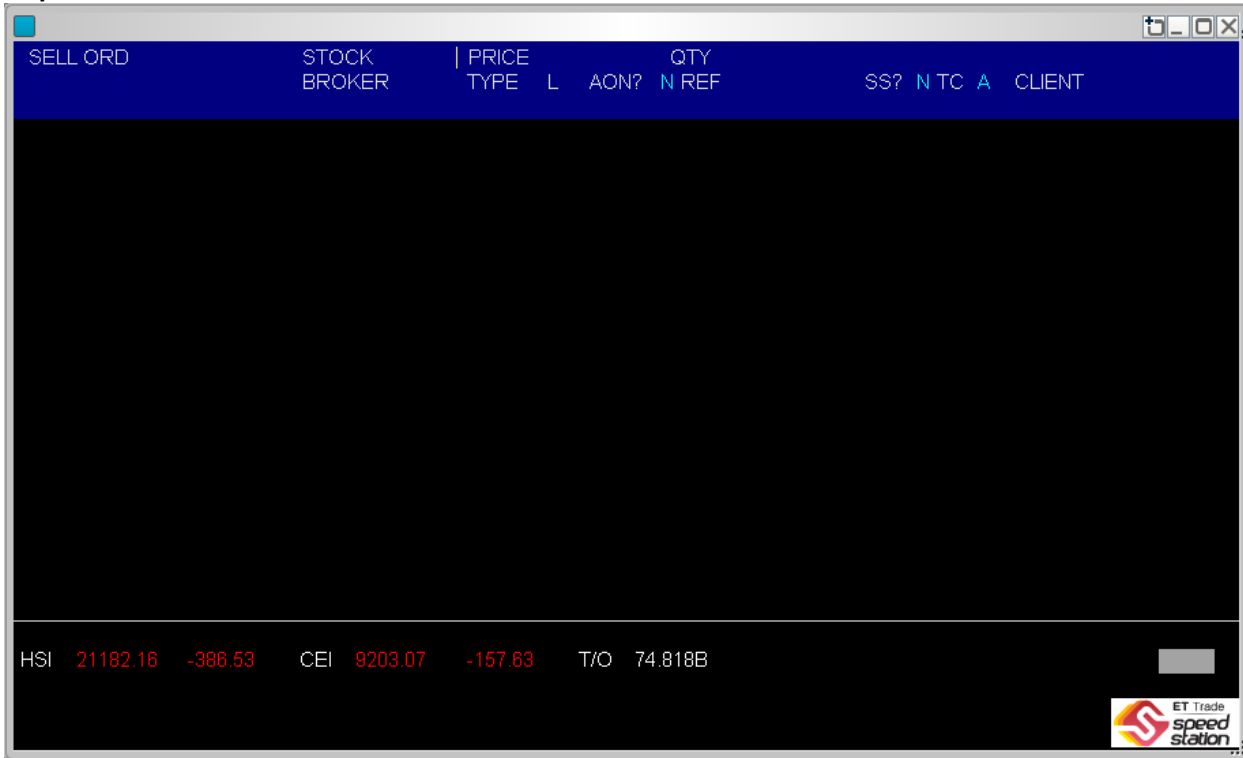 SELL ORD STOCK PRICE QTY
BROKER TYPE L AON? N REF SS? N TC A CLIENT
HSI 21182.16 -386.53 CEI 9203.07 -157.63 T/O 74.818B
ET Trade
speed
station